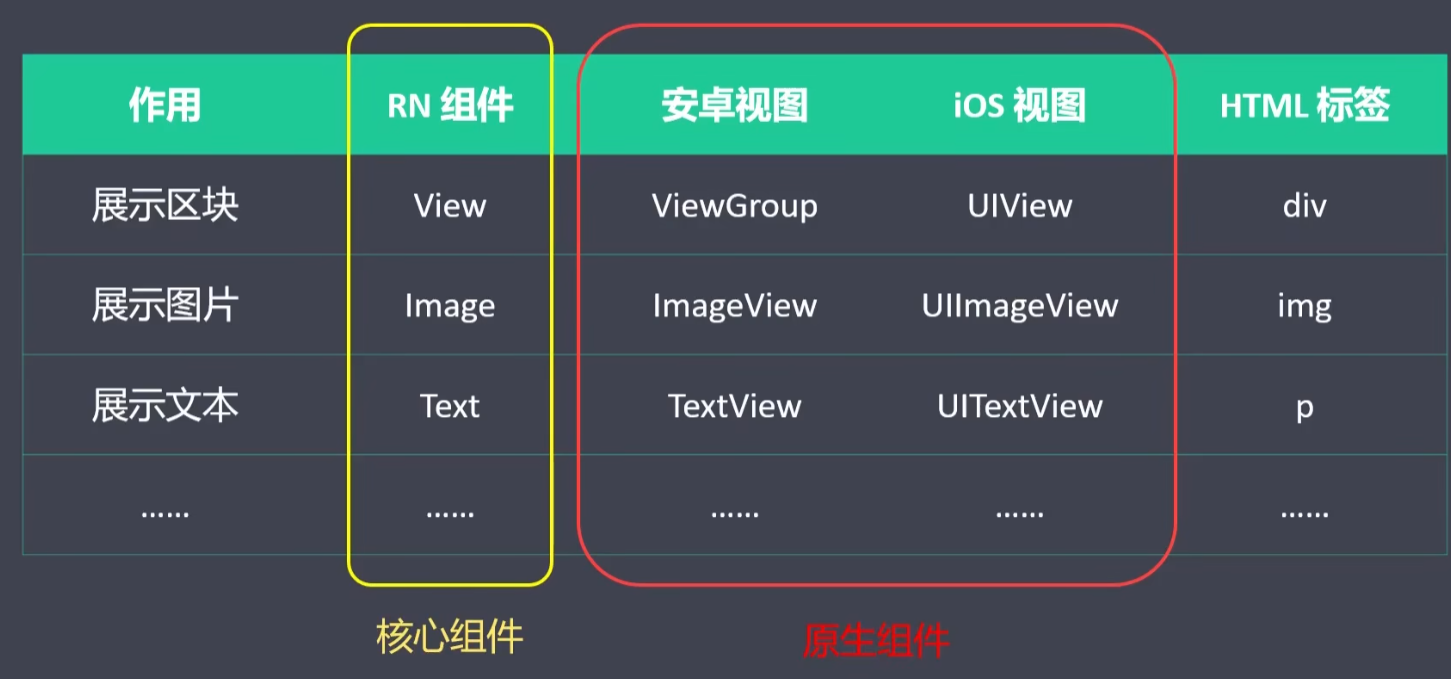 作用 RN 组件 安卓视图 iOS 视图 HTML 标签
展示区块 View ViewGroup UIView div
展示图片 Image ImageView UIImageView img
展示文本 Text TextView UITextView p
…… …… …… …… ……
核心组件 原生组件